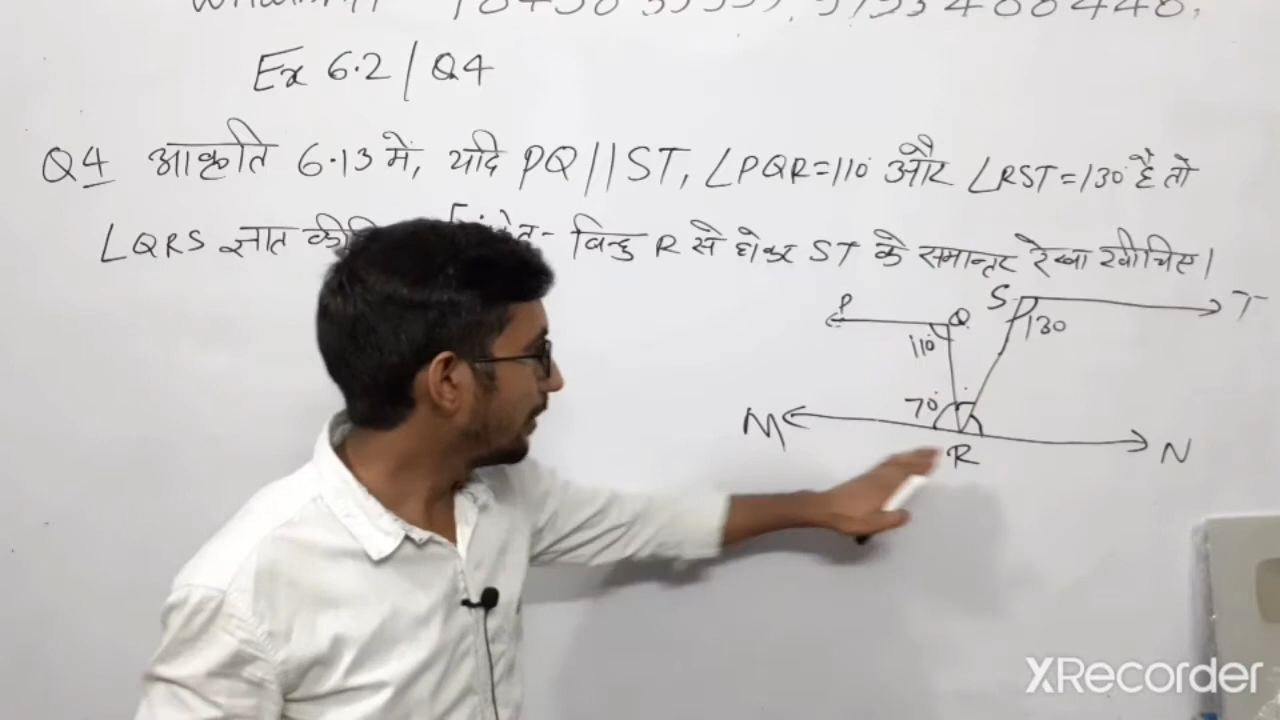 Ex 6.2 / Q4
Q4 आकृति 6.13 में, यदि PQ || ST, ∠PQR = 110° और ∠RST = 130° है तो
∠QRS ज्ञात - बिन्दु R से होकर ST के समान्तर रेखा खींचिए।
P Q S T
110° 130
70°
M R N
XRecorder